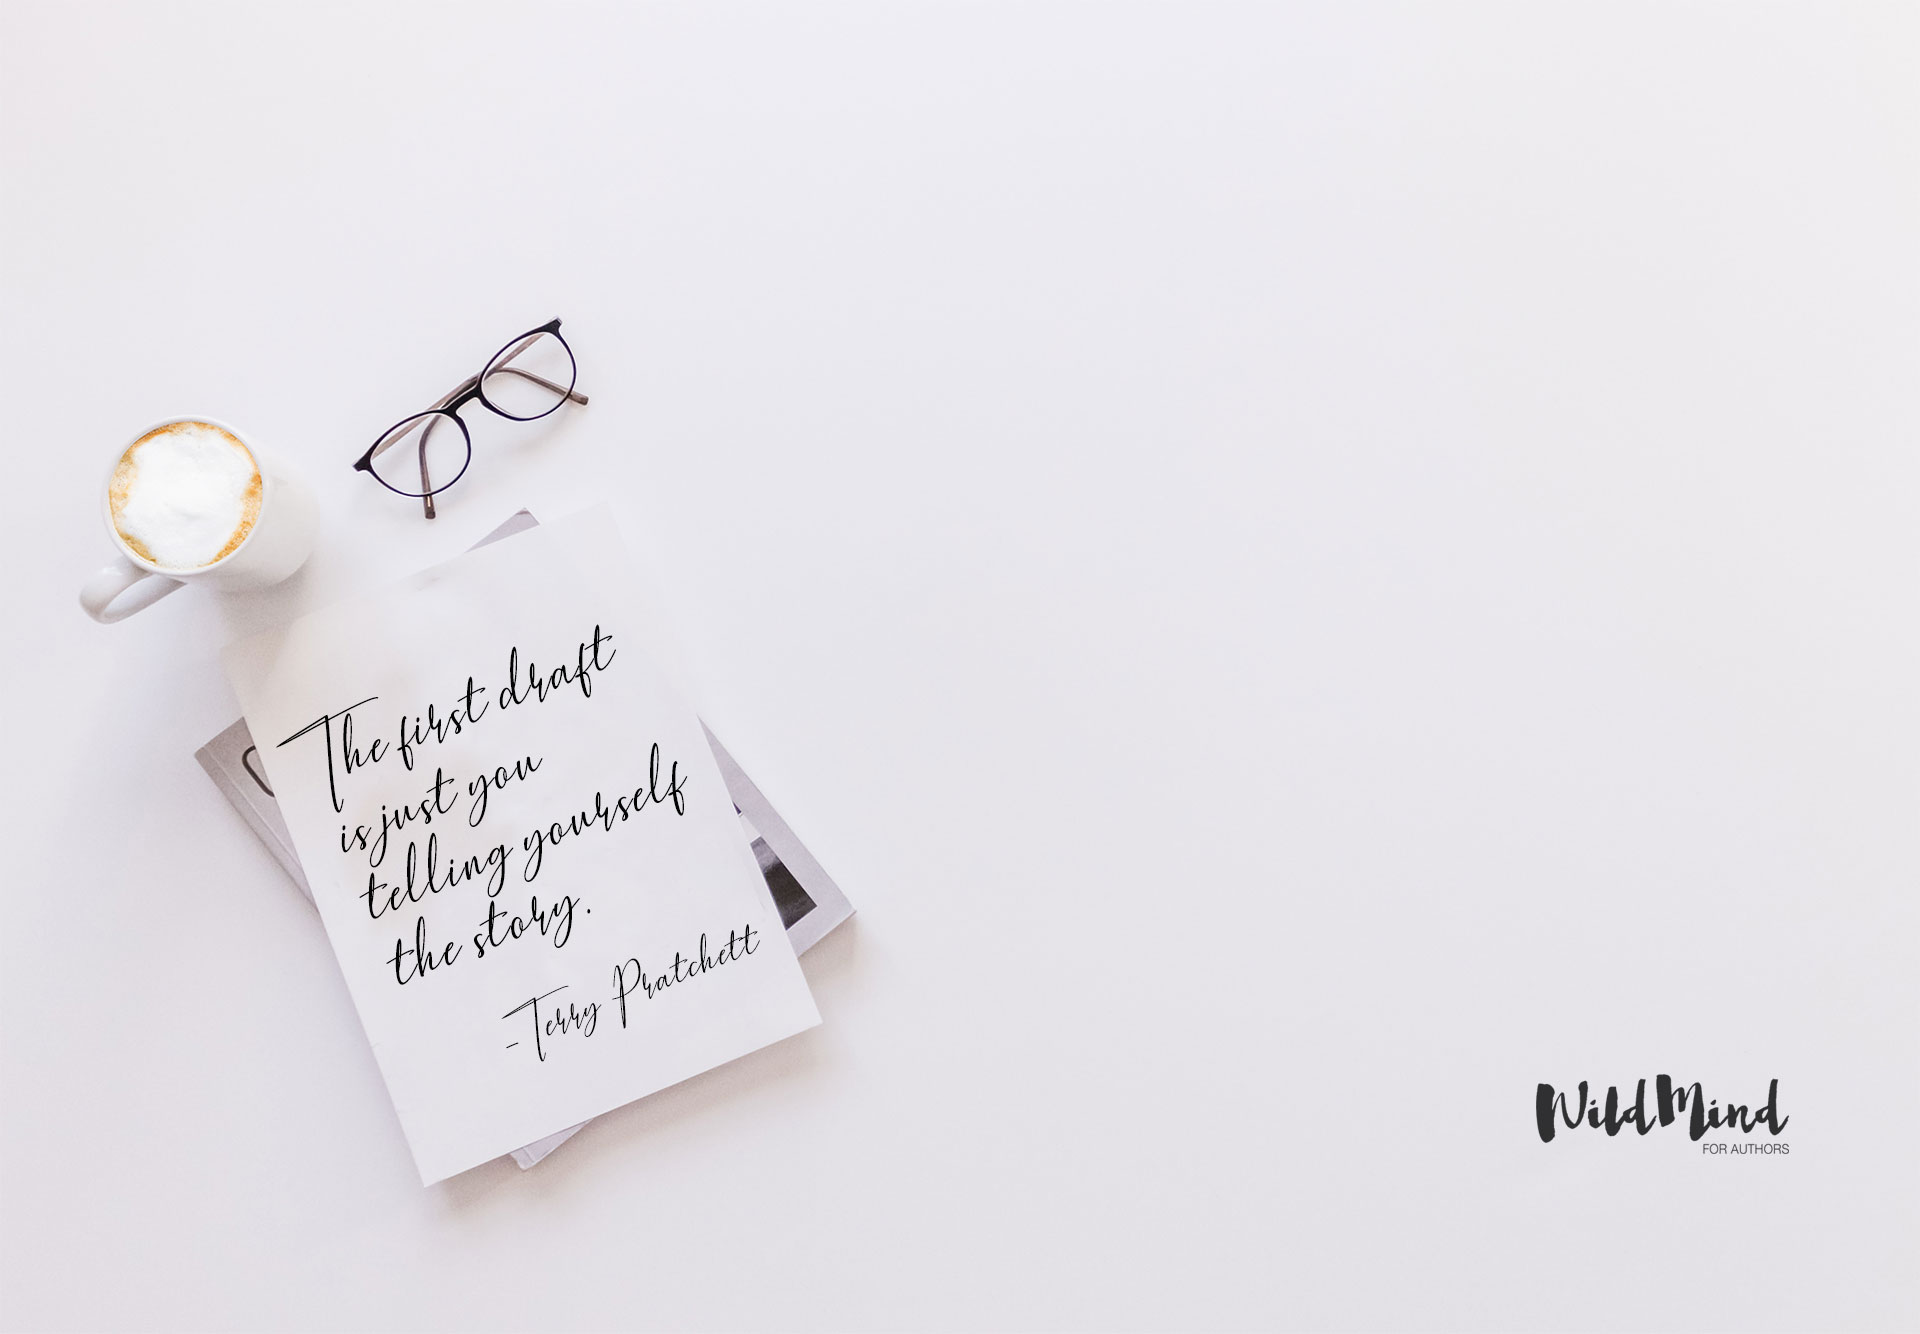 The first draft
is just you
telling yourself
the story.
-Terry Pratchett
WildMind
FOR AUTHORS